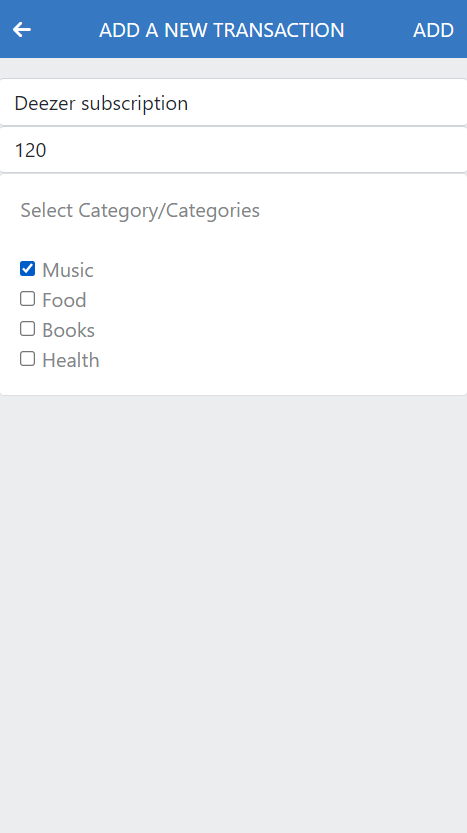 ADD A NEW TRANSACTION ADD
Deezer subscription
120
Select Category/Categories
Music
Food
Books
Health